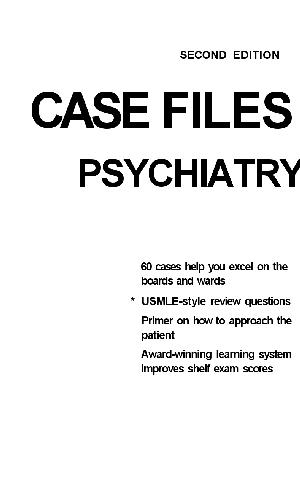 SECOND EDITION
CASE FILES
PSYCHIATRY
60 cases help you excel on the
boards and wards
* USMLE-style review questions
Primer on how to approach the
patient
Award-winning learning system
improves shelf exam scores